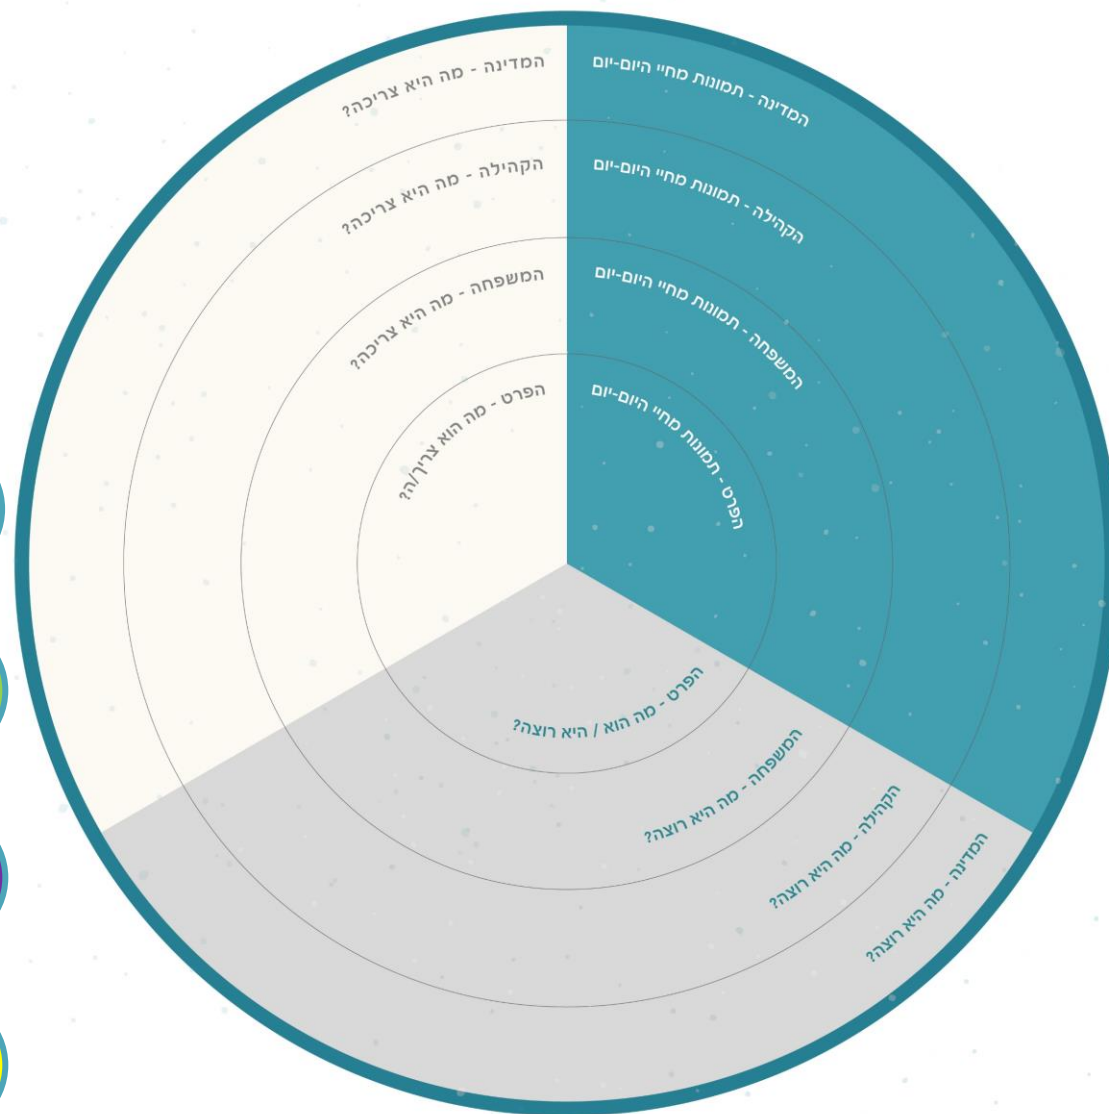 המדינה - תמונות מחיי היום-יום
הקהילה - תמונות מחיי היום-יום
המשפחה - תמונות מחיי היום-יום
הפרט - תמונות מחיי היום-יום
המדינה - מה היא צריכה?
הקהילה - מה היא צריכה?
המשפחה - מה היא צריכה?
הפרט - מה הוא צריך/ה?
הפרט - מה הוא / היא רוצה?
המשפחה - מה היא רוצה?
הקהילה - מה היא רוצה?
המדינה - מה היא רוצה?